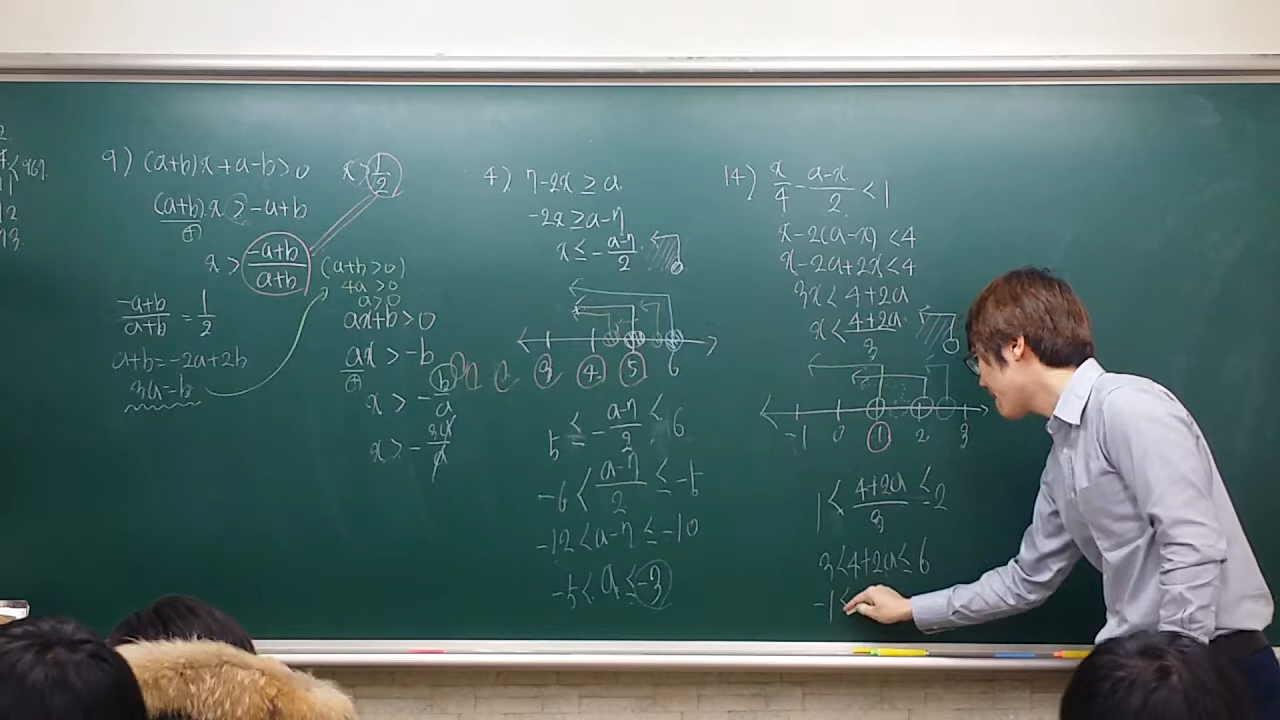 9) (a+b)x+a-b>0
(a+b)x>-a+b
⊕
x > (-a+b)/(a+b)
x > 1/2
(-a+b)/(a+b) = 1/2
a+b=-2a+2b
3a=b
(a+b>0)
4a>0
a>0
ax+b>0
ax > -b
⊕
x > -b/a
x > -3a/a
4) 7-2x ≥ a
-2x ≥ a-7
x ≤ -(a-7)/2
3 4 5 6
5 ≤ -(a-7)/2 < 6
-6 < (a-7)/2 ≤ -5
-12 < a-7 ≤ -10
-5 < a ≤ -3
14) x/4 - (a-x)/2 < 1
x-2(a-x) < 4
x-2a+2x < 4
3x < 4+2a
x < (4+2a)/3
-1 0 1 2 3
1 < (4+2a)/3 ≤ 2
3 < 4+2a ≤ 6
-1 <